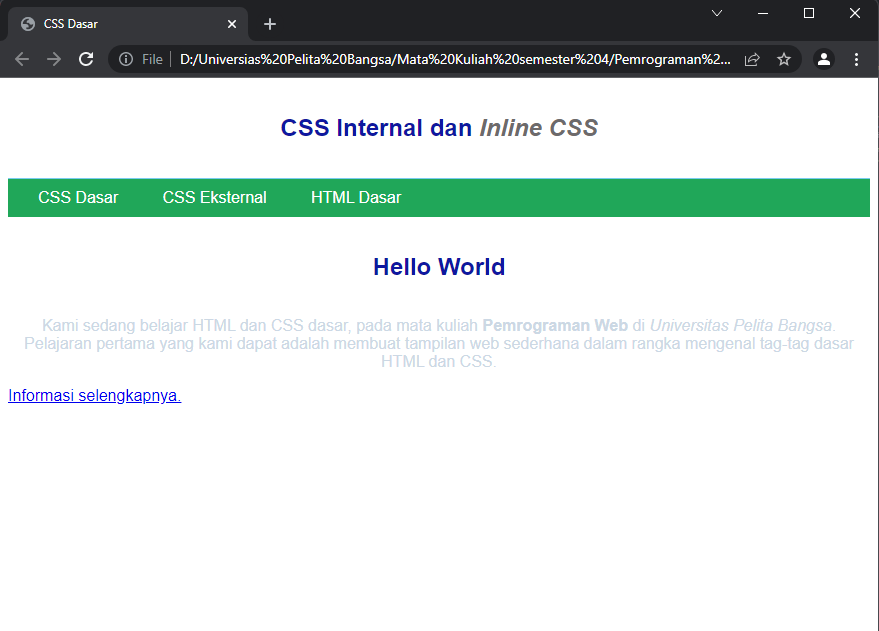 CSS Dasar
File
D:/Universias%20Pelita%20Bangsa/Mata%20Kuliah%20semester%204/Pemrograman%2...
CSS Internal dan Inline CSS
CSS Dasar CSS Eksternal HTML Dasar
Hello World
Kami sedang belajar HTML dan CSS dasar, pada mata kuliah Pemrograman Web di Universitas Pelita Bangsa.
Pelajaran pertama yang kami dapat adalah membuat tampilan web sederhana dalam rangka mengenal tag-tag dasar
HTML dan CSS.
Informasi selengkapnya.